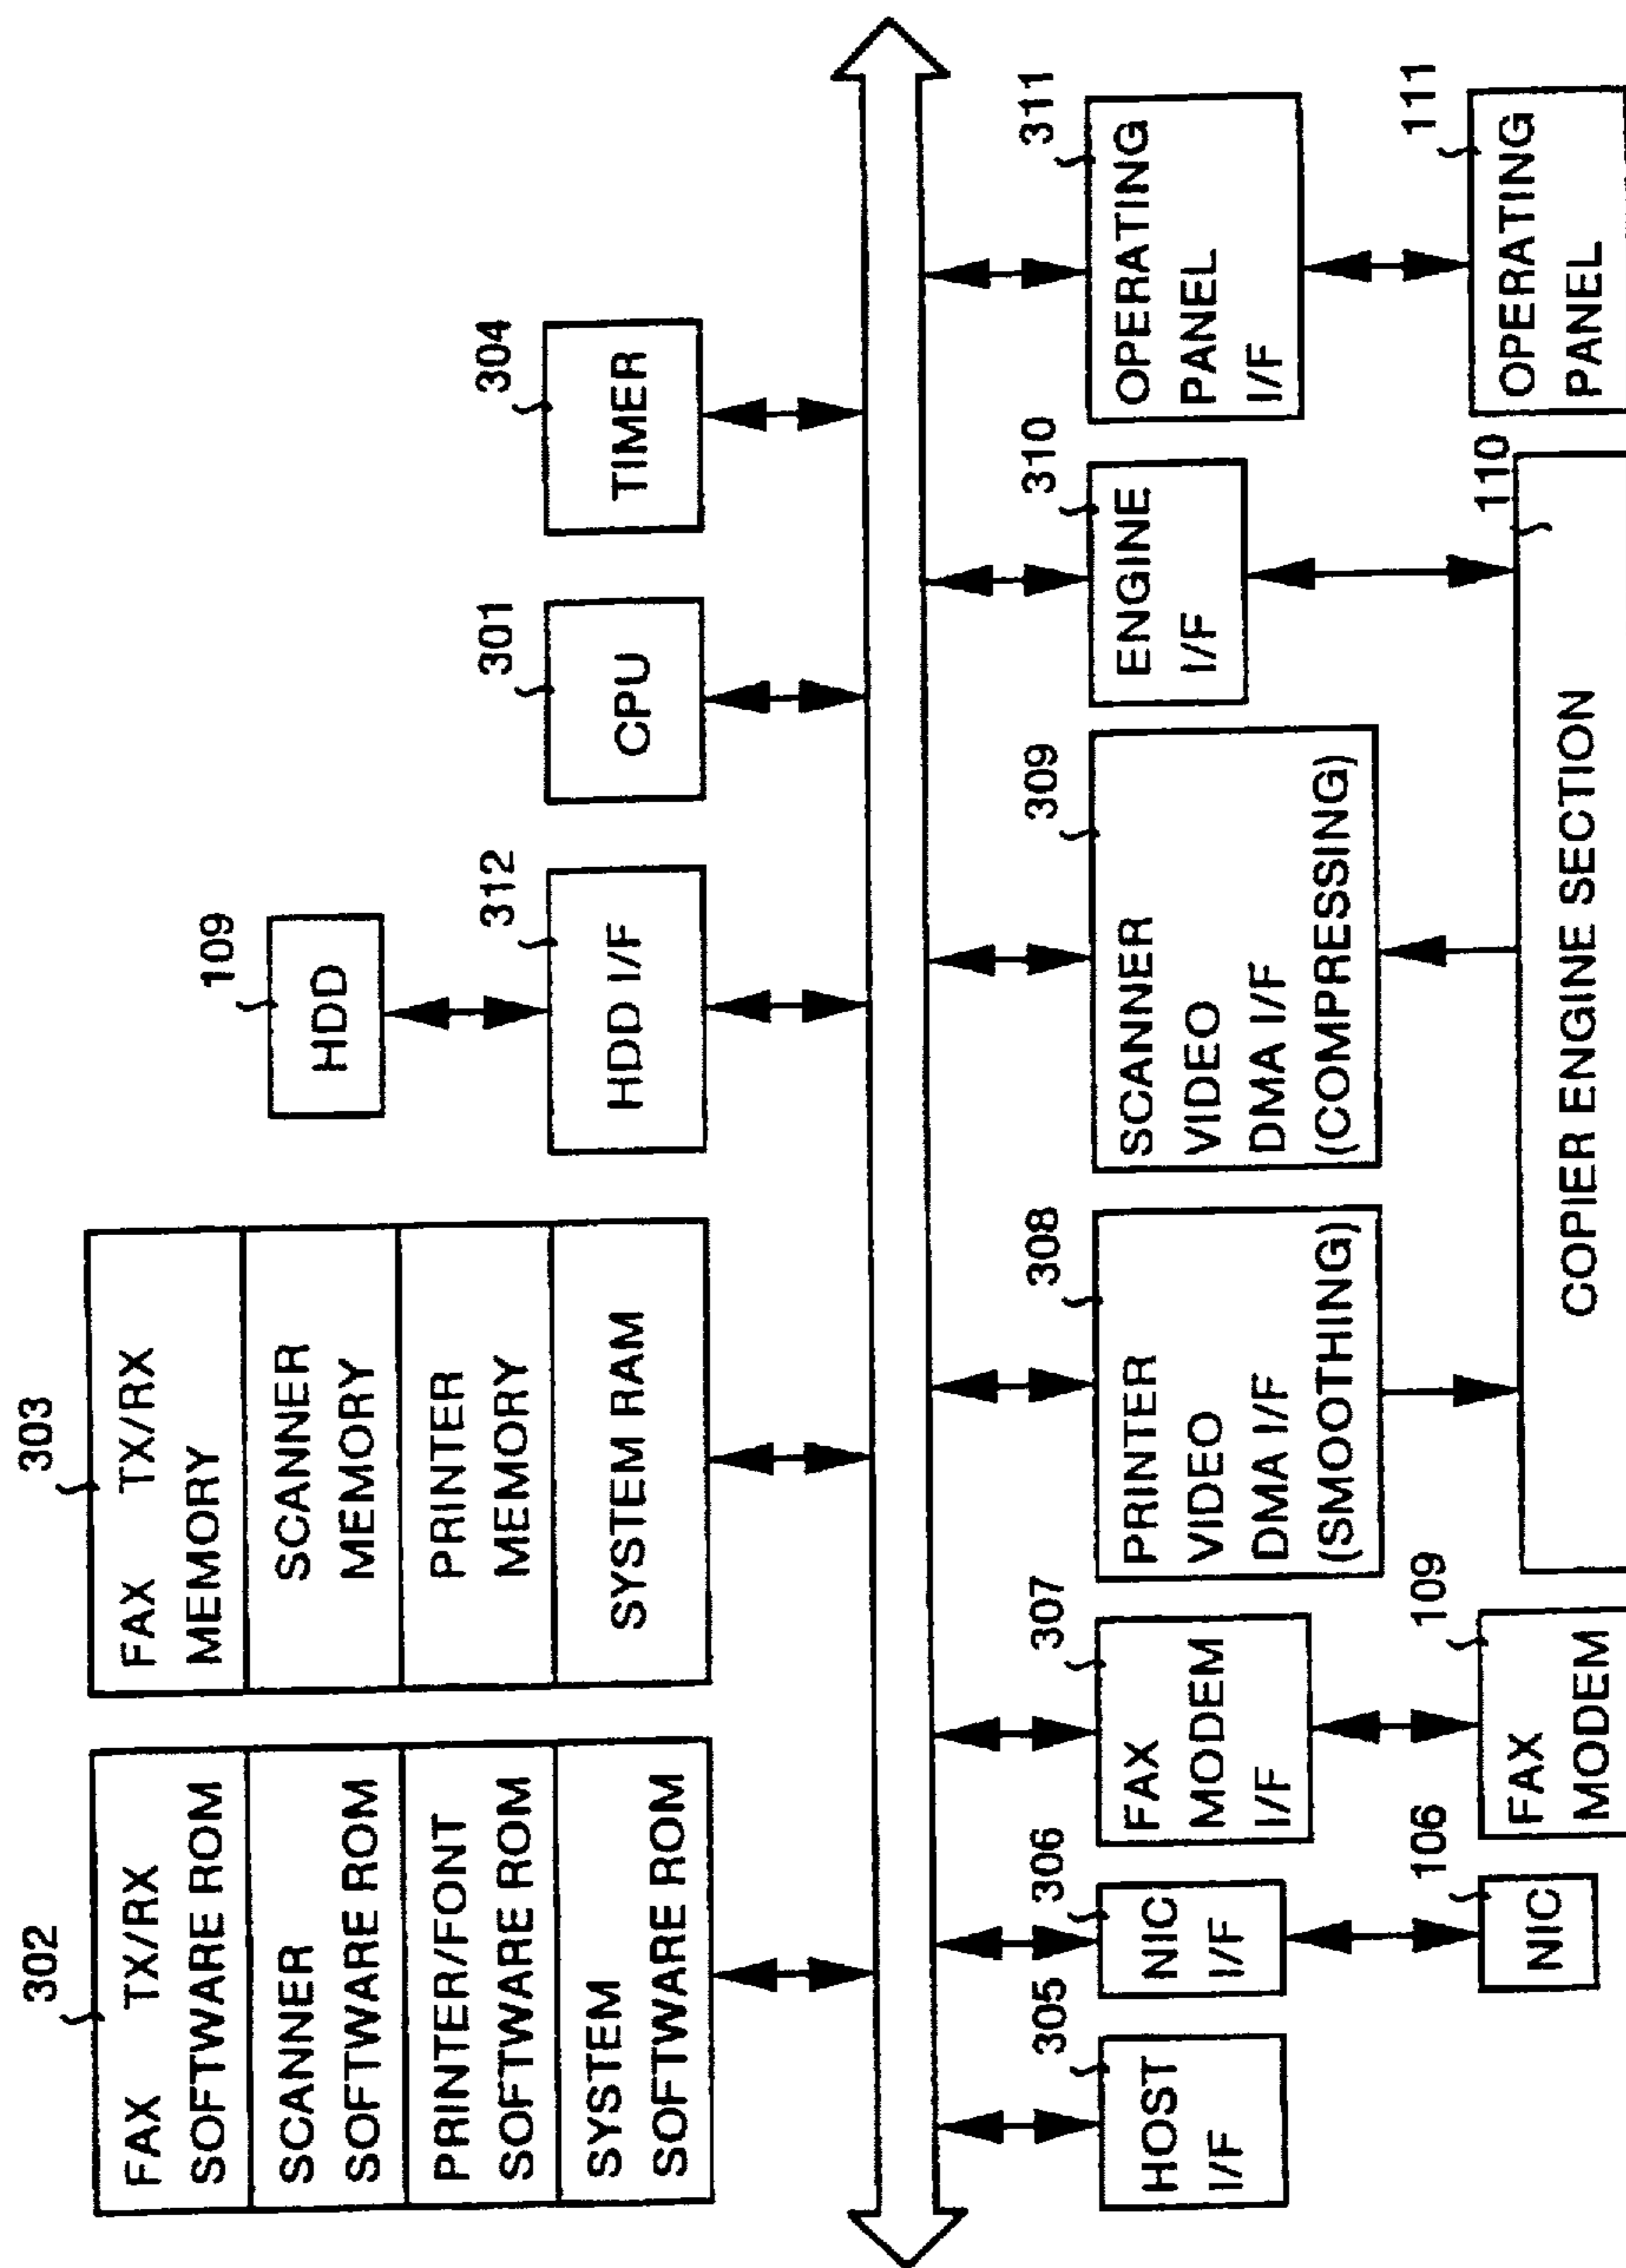 302
FAX TX/RX
SOFTWARE ROM
SCANNER
SOFTWARE ROM
PRINTER/FONT
SOFTWARE ROM
SYSTEM
SOFTWARE ROM
303
FAX TX/RX
MEMORY
SCANNER
MEMORY
PRINTER
MEMORY
SYSTEM RAM
109
HDD
312
HDD I/F
301
CPU
304
TIMER
305
HOST
I/F
306
NIC
I/F
307
FAX
MODEM
I/F
308
PRINTER
VIDEO
DMA I/F
(SMOOTHING)
309
SCANNER
VIDEO
DMA I/F
(COMPRESSING)
310
ENGINE
I/F
311
OPERATING
PANEL
I/F
106
NIC
109
FAX
MODEM
110
COPIER ENGINE SECTION
111
OPERATING
PANEL